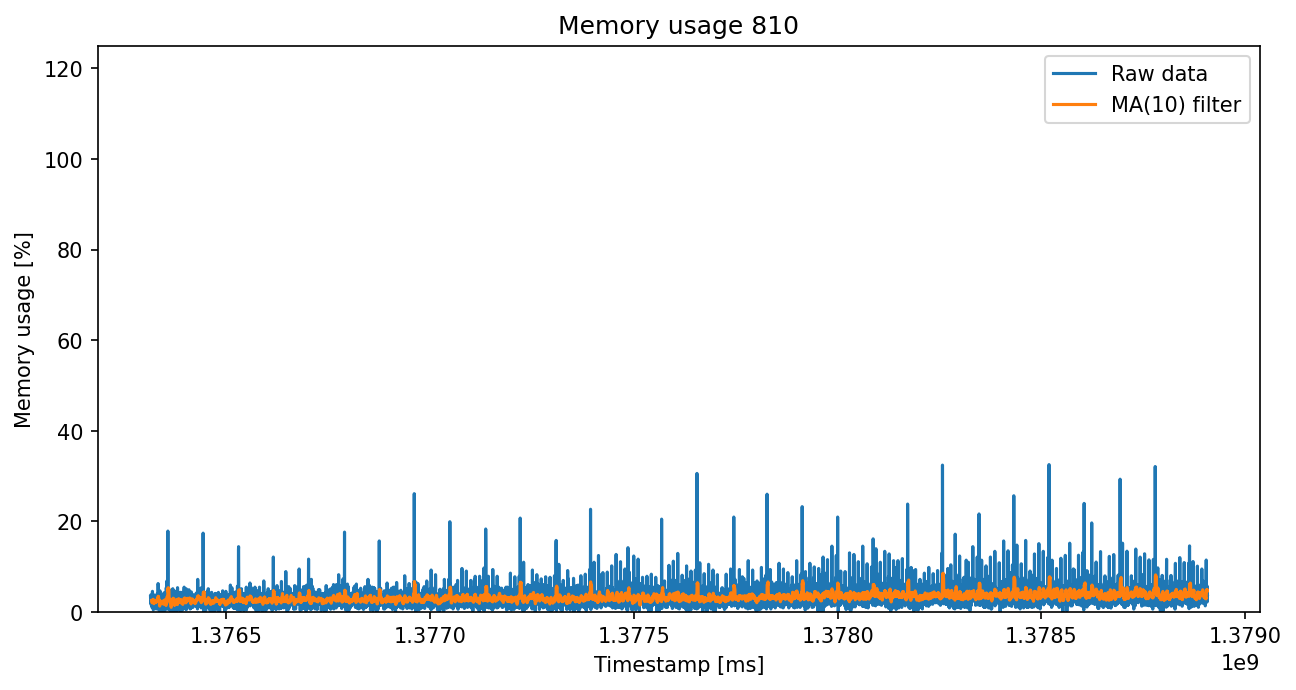 Memory usage 810
Raw data
MA(10) filter
Memory usage [%]
120
100
80
60
40
20
0
1.3765 1.3770 1.3775 1.3780 1.3785 1.3790
1e9
Timestamp [ms]